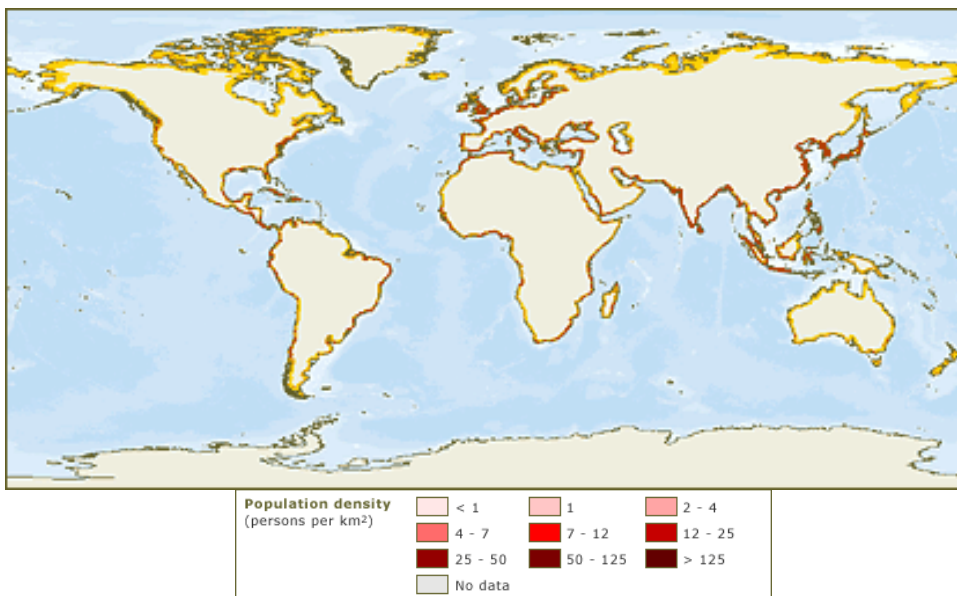 Population density
(persons per km²)
< 1
1
2 - 4
4 - 7
7 - 12
12 - 25
25 - 50
50 - 125
> 125
No data